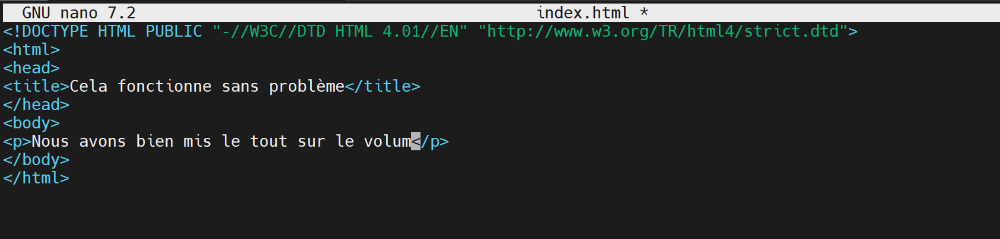 GNU nano 7.2 index.html *
<!DOCTYPE HTML PUBLIC "-//W3C//DTD HTML 4.01//EN" "http://www.w3.org/TR/html4/strict.dtd">
<html>
<head>
<title>Cela fonctionne sans problème</title>
</head>
<body>
<p>Nous avons bien mis le tout sur le volum</p>
</body>
</html>